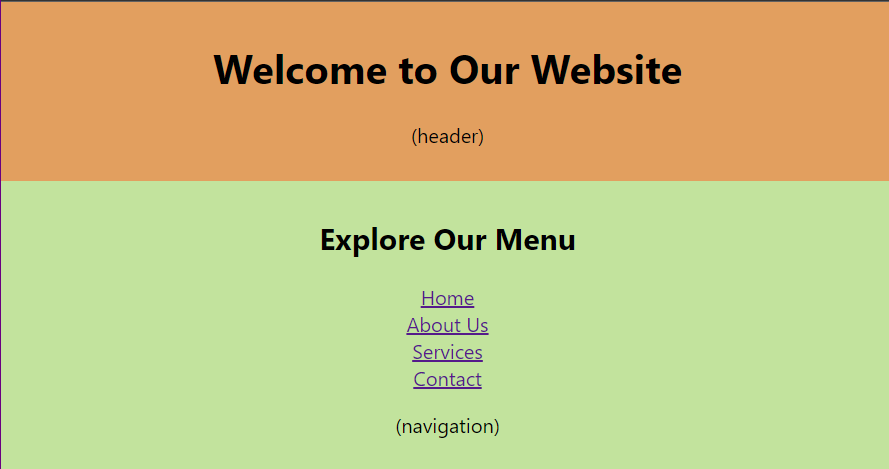 Welcome to Our Website
(header)
Explore Our Menu
Home
About Us
Services
Contact
(navigation)